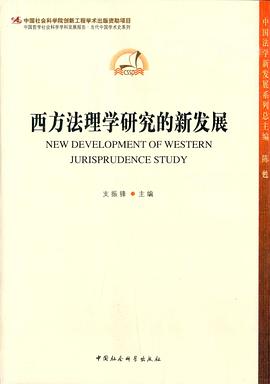 中国社会科学院创新工程学术出版资助项目
中国哲学社会科学学科发展报告·当代中国学术史系列
CSSP
西方法理学研究的新发展
NEW DEVELOPMENT OF WESTERN
JURISPRUDENCE STUDY
支振锋 主编
中国社会科学出版社
中国法学新发展系列总主编 陈甦